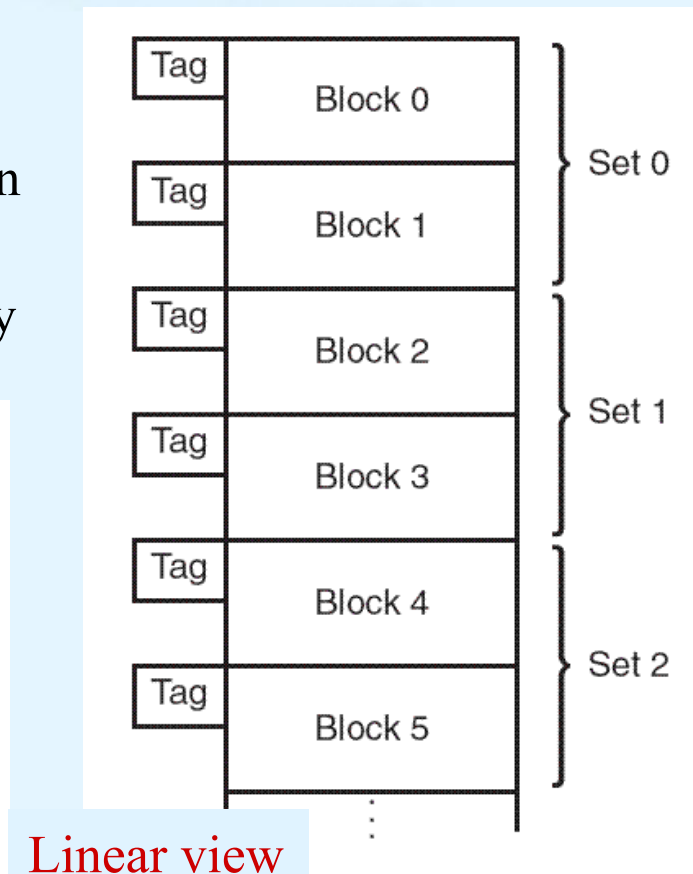 Tag
Block 0
Set 0
n
Tag
Block 1
y
Tag
Block 2
Set 1
Tag
Block 3
Tag
Block 4
Set 2
Tag
Block 5
Linear view